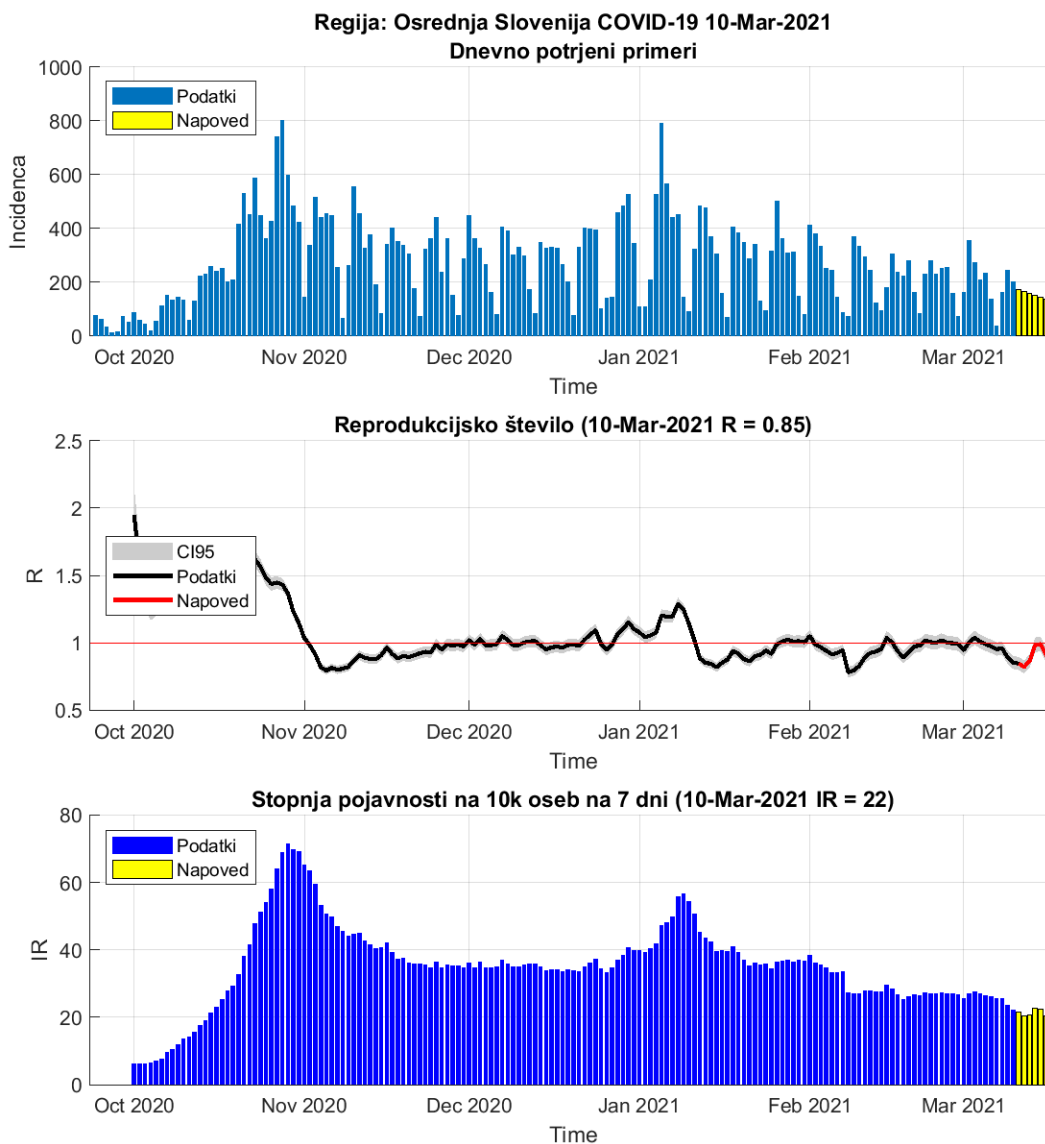 Regija: Osrednja Slovenija COVID-19 10-Mar-2021
Dnevno potrjeni primeri
1000
800
600
400
200
0
Incidenca
Podatki
Napoved
Oct 2020 Nov 2020 Dec 2020 Jan 2021 Feb 2021 Mar 2021
Time
Reprodukcijsko število (10-Mar-2021 R = 0.85)
2.5
2
1.5
1
0.5
R
CI95
Podatki
Napoved
Oct 2020 Nov 2020 Dec 2020 Jan 2021 Feb 2021 Mar 2021
Time
Stopnja pojavnosti na 10k oseb na 7 dni (10-Mar-2021 IR = 22)
80
60
40
20
0
IR
Podatki
Napoved
Oct 2020 Nov 2020 Dec 2020 Jan 2021 Feb 2021 Mar 2021
Time